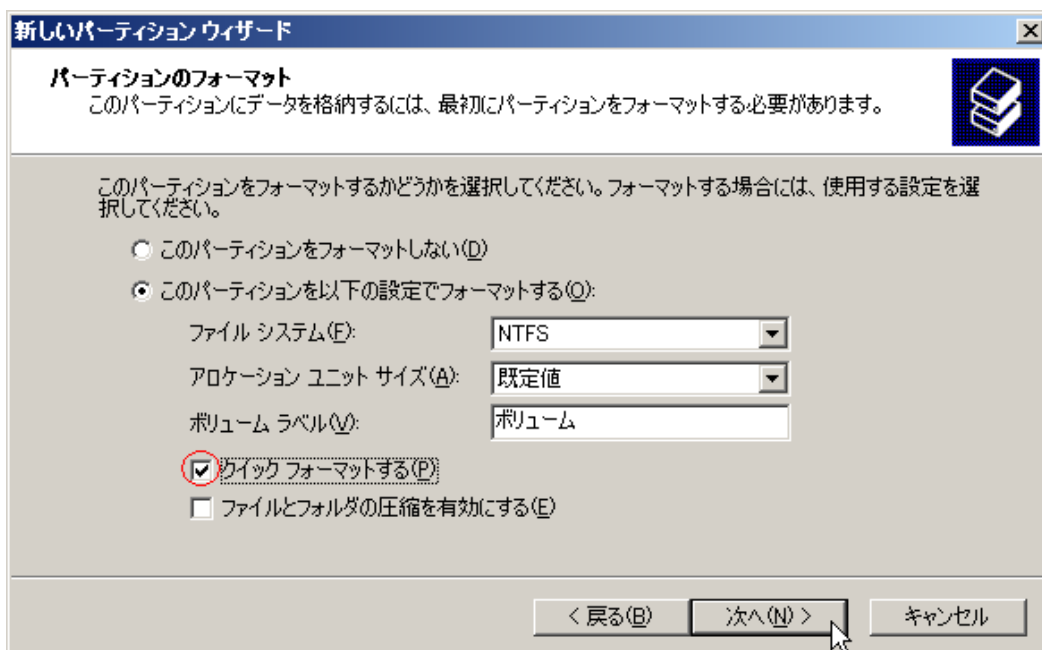 新しいパーティション ウィザード
パーティションのフォーマット
このパーティションにデータを格納するには、最初にパーティションをフォーマットする必要があります。
このパーティションをフォーマットするかどうかを選択してください。フォーマットする場合には、使用する設定を選
択してください。
このパーティションをフォーマットしない(D)
このパーティションを以下の設定でフォーマットする(O):
ファイル システム(F): NTFS
アロケーション ユニット サイズ(A): 既定値
ボリューム ラベル(V): ボリューム
クイック フォーマットする(P)
ファイルとフォルダの圧縮を有効にする(E)
< 戻る(B) 次へ(N) > キャンセル